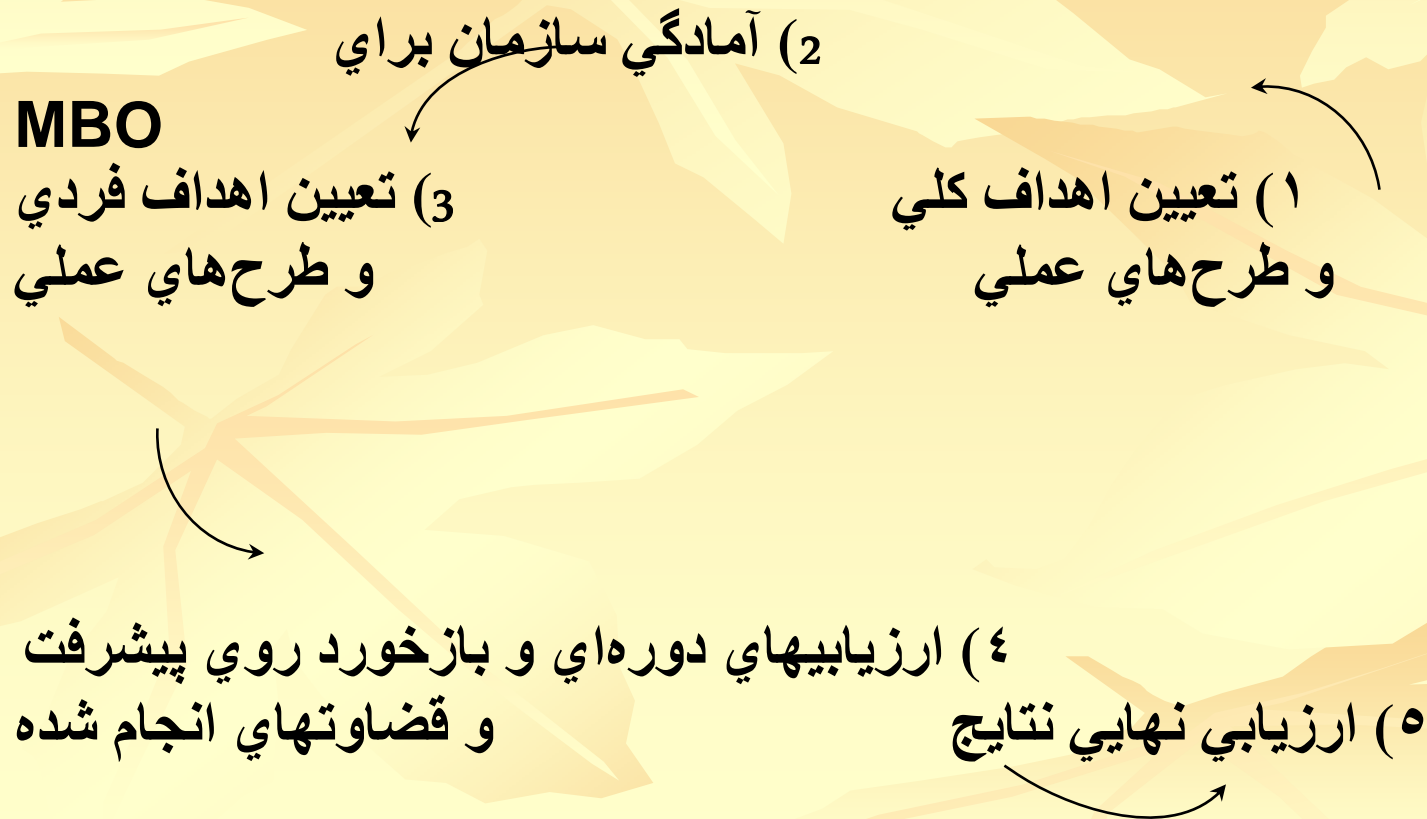 2) آمادگي سازمان براي
MBO
١) تعيين اهداف كلي
و طرح‌هاي عملي
3) تعيين اهداف فردي
و طرح‌هاي عملي
٤) ارزيابيهاي دوره‌اي و بازخورد روي پيشرفت
و قضاوتهاي انجام شده
٥) ارزيابي نهايي نتايج